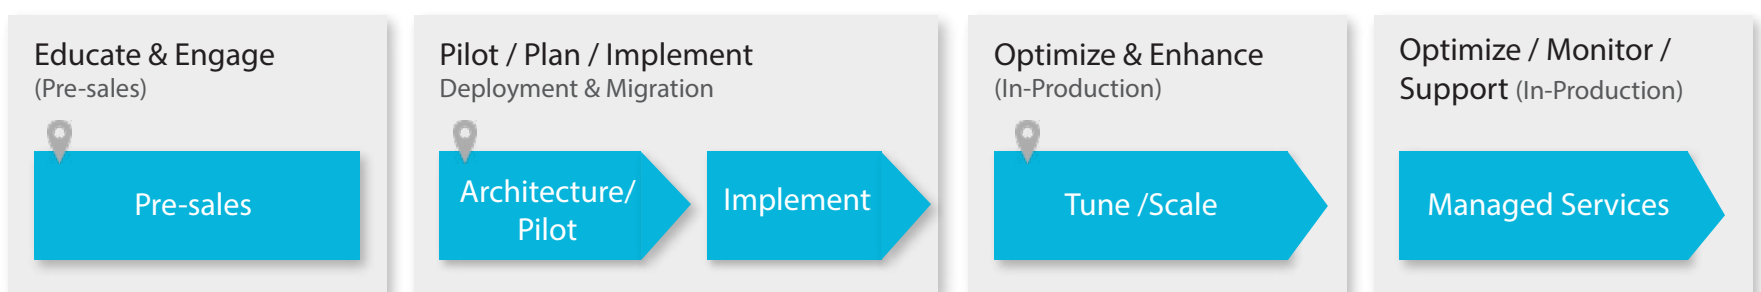 Educate & Engage
(Pre-sales)
Pre-sales
Pilot / Plan / Implement
Deployment & Migration
Architecture/
Pilot
Implement
Optimize & Enhance
(In-Production)
Tune /Scale
Optimize / Monitor /
Support (In-Production)
Managed Services